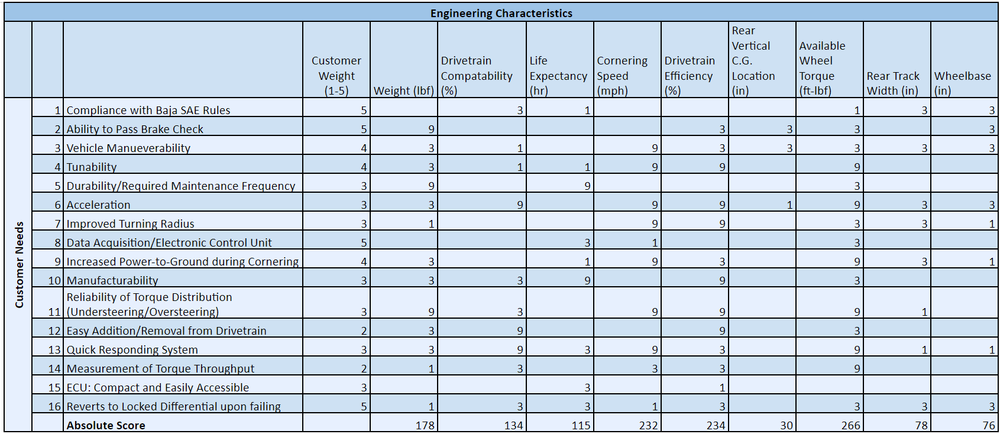 Engineering Characteristics
Customer Weight (1-5) Weight (lbf) Drivetrain Compatability (%) Life Expectancy (hr) Cornering Speed (mph) Drivetrain Efficiency (%) Rear Vertical C.G. Location (in) Available Wheel Torque (ft-lbf) Rear Track Width (in) Wheelbase (in)
Customer Needs
1 Compliance with Baja SAE Rules 5 3 1 1 3 3
2 Ability to Pass Brake Check 5 9 3 3 3 3
3 Vehicle Manueverability 4 3 1 9 3 3 3 3 3
4 Tunability 4 3 1 1 9 9 9
5 Durability/Required Maintenance Frequency 3 9 9 3
6 Acceleration 3 3 9 9 9 1 9 3 3
7 Improved Turning Radius 3 1 9 9 3 3 1
8 Data Acquisition/Electronic Control Unit 5 3 1 3
9 Increased Power-to-Ground during Cornering 4 3 1 9 3 9 3 1
10 Manufacturability 3 3 3 9 9 3
Reliability of Torque Distribution
11 (Understeering/Oversteering) 3 9 3 9 9 9 1
12 Easy Addition/Removal from Drivetrain 2 3 9 9 3
13 Quick Responding System 3 3 9 3 9 3 9 1 1
14 Measurement of Torque Throughput 2 1 3 3 3 9
15 ECU: Compact and Easily Accessible 3 3 1
16 Reverts to Locked Differential upon failing 5 1 3 3 1 3 3 3 3
Absolute Score 178 134 115 232 234 30 266 78 76